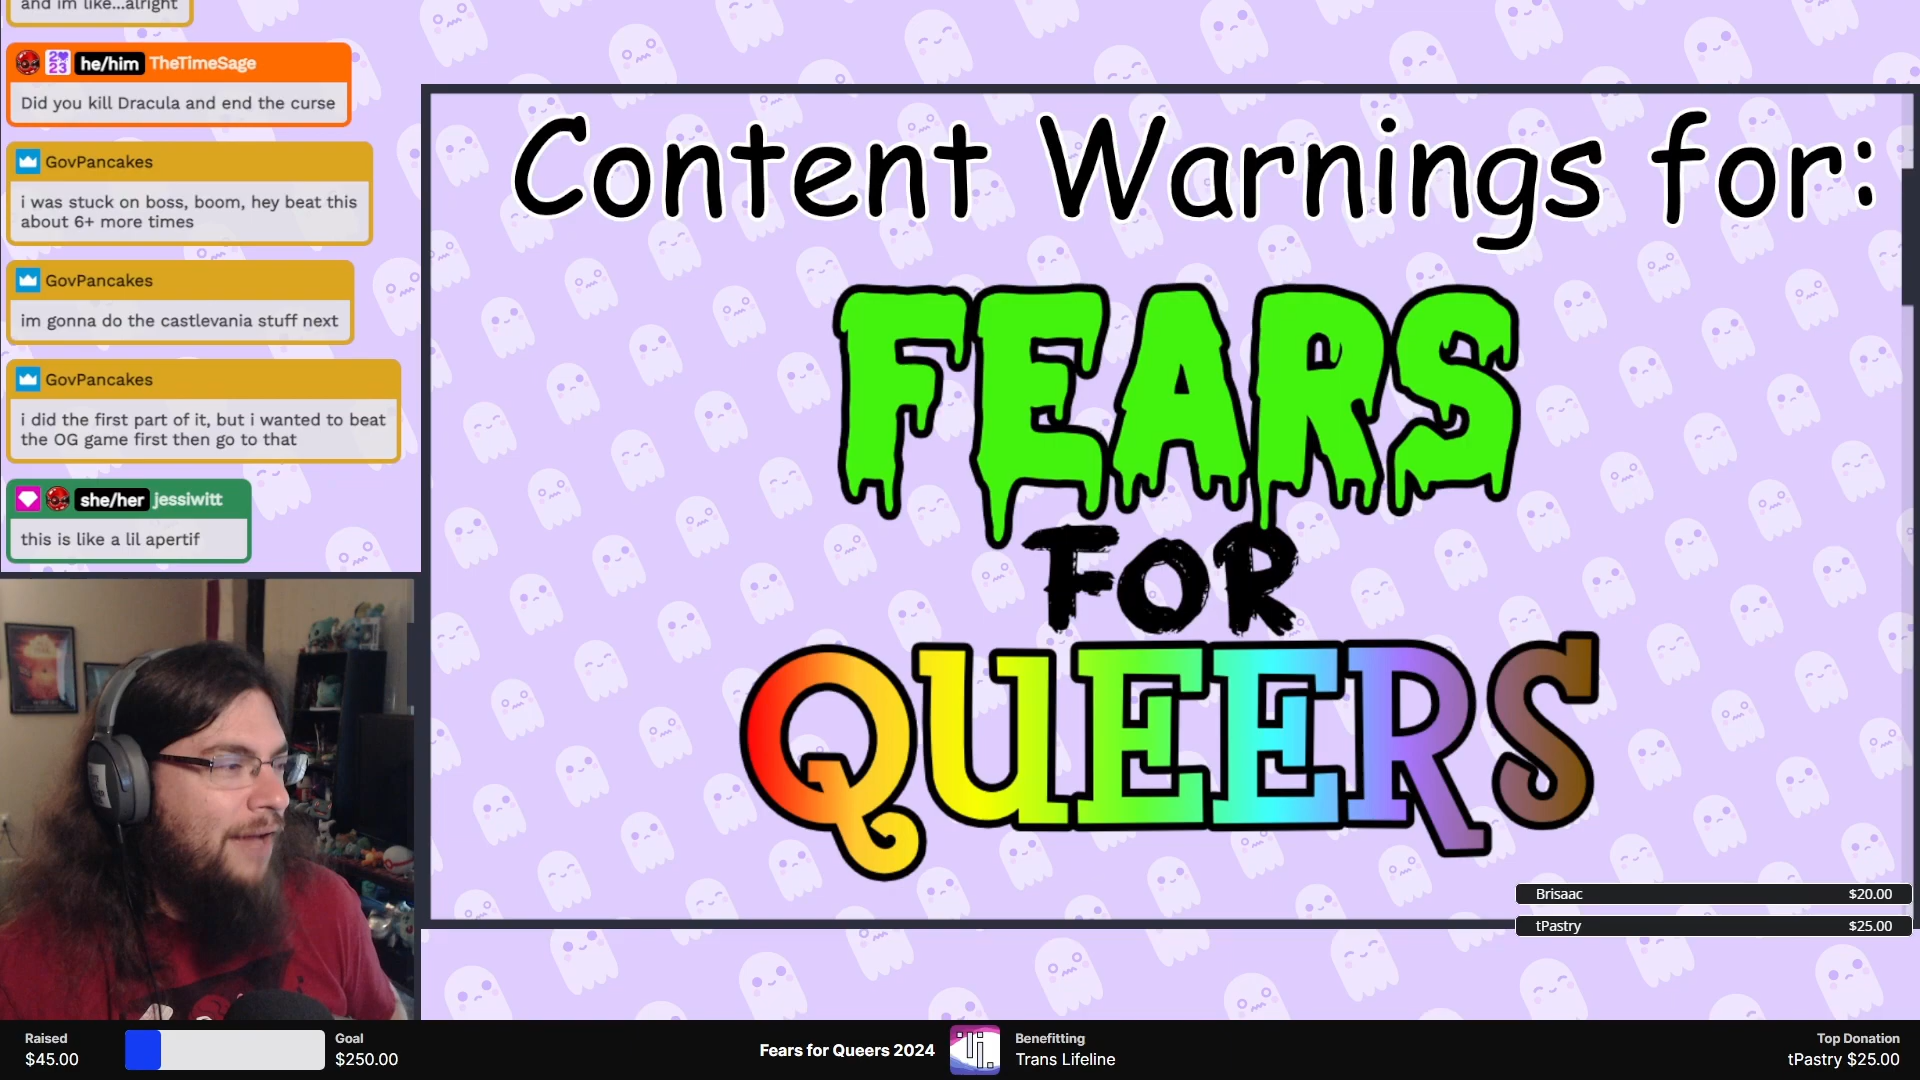 and im like...alright
he/him TheTimeSage
Did you kill Dracula and end the curse
GovPancakes
i was stuck on boss, boom, hey beat this
about 6+ more times
GovPancakes
im gonna do the castlevania stuff next
GovPancakes
i did the first part of it, but i wanted to beat
the OG game first then go to that
she/her jessiwitt
this is like a lil apertif
Content Warnings for:
FEARS
FOR
QUEERS
Brisaac $20.00
tPastry $25.00
Raised
$45.00
Goal
$250.00
Fears for Queers 2024
Benefitting
Trans Lifeline
Top Donation
tPastry $25.00